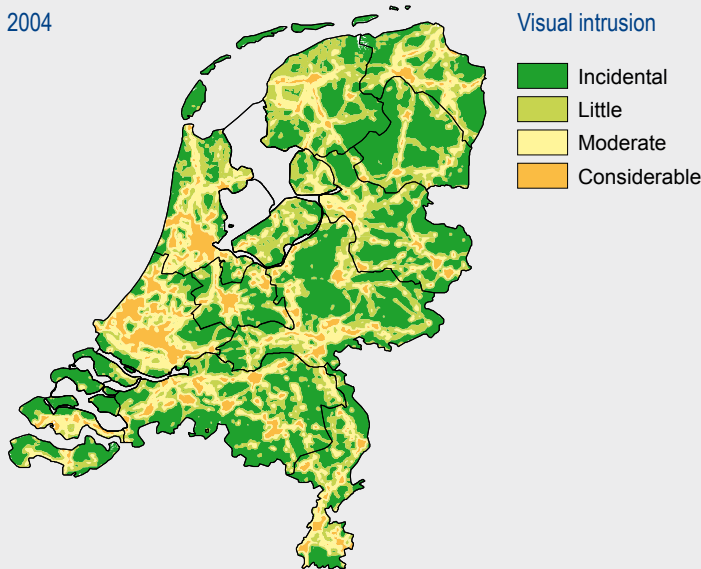 2004
Visual intrusion
Incidental
Little
Moderate
Considerable